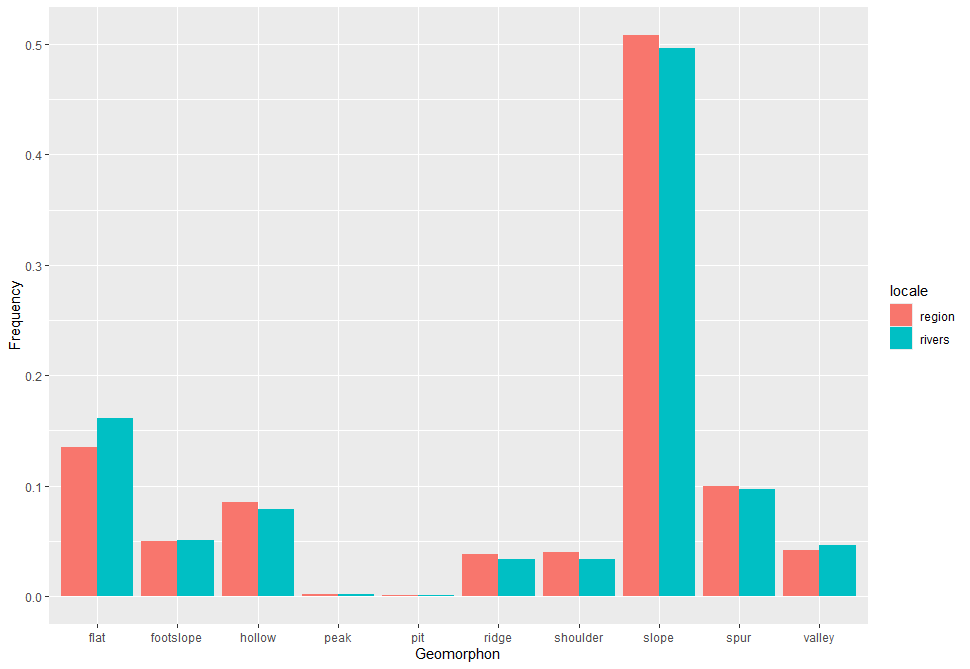 0.5
0.4
0.3
0.2
0.1
0.0
Frequency
flat
footslope
hollow
peak
pit
ridge
shoulder
slope
spur
valley
Geomorphon
locale
region
rivers